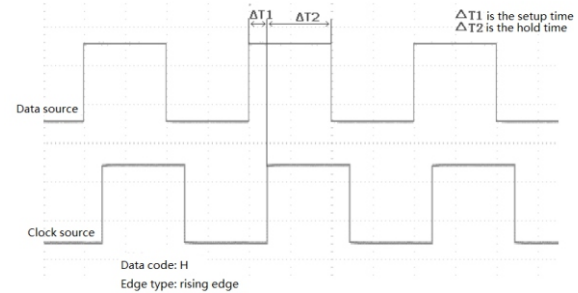 ΔT1 ΔT2 ΔT1 is the setup time
ΔT2 is the hold time
Data source
Clock source
Data code: H
Edge type: rising edge